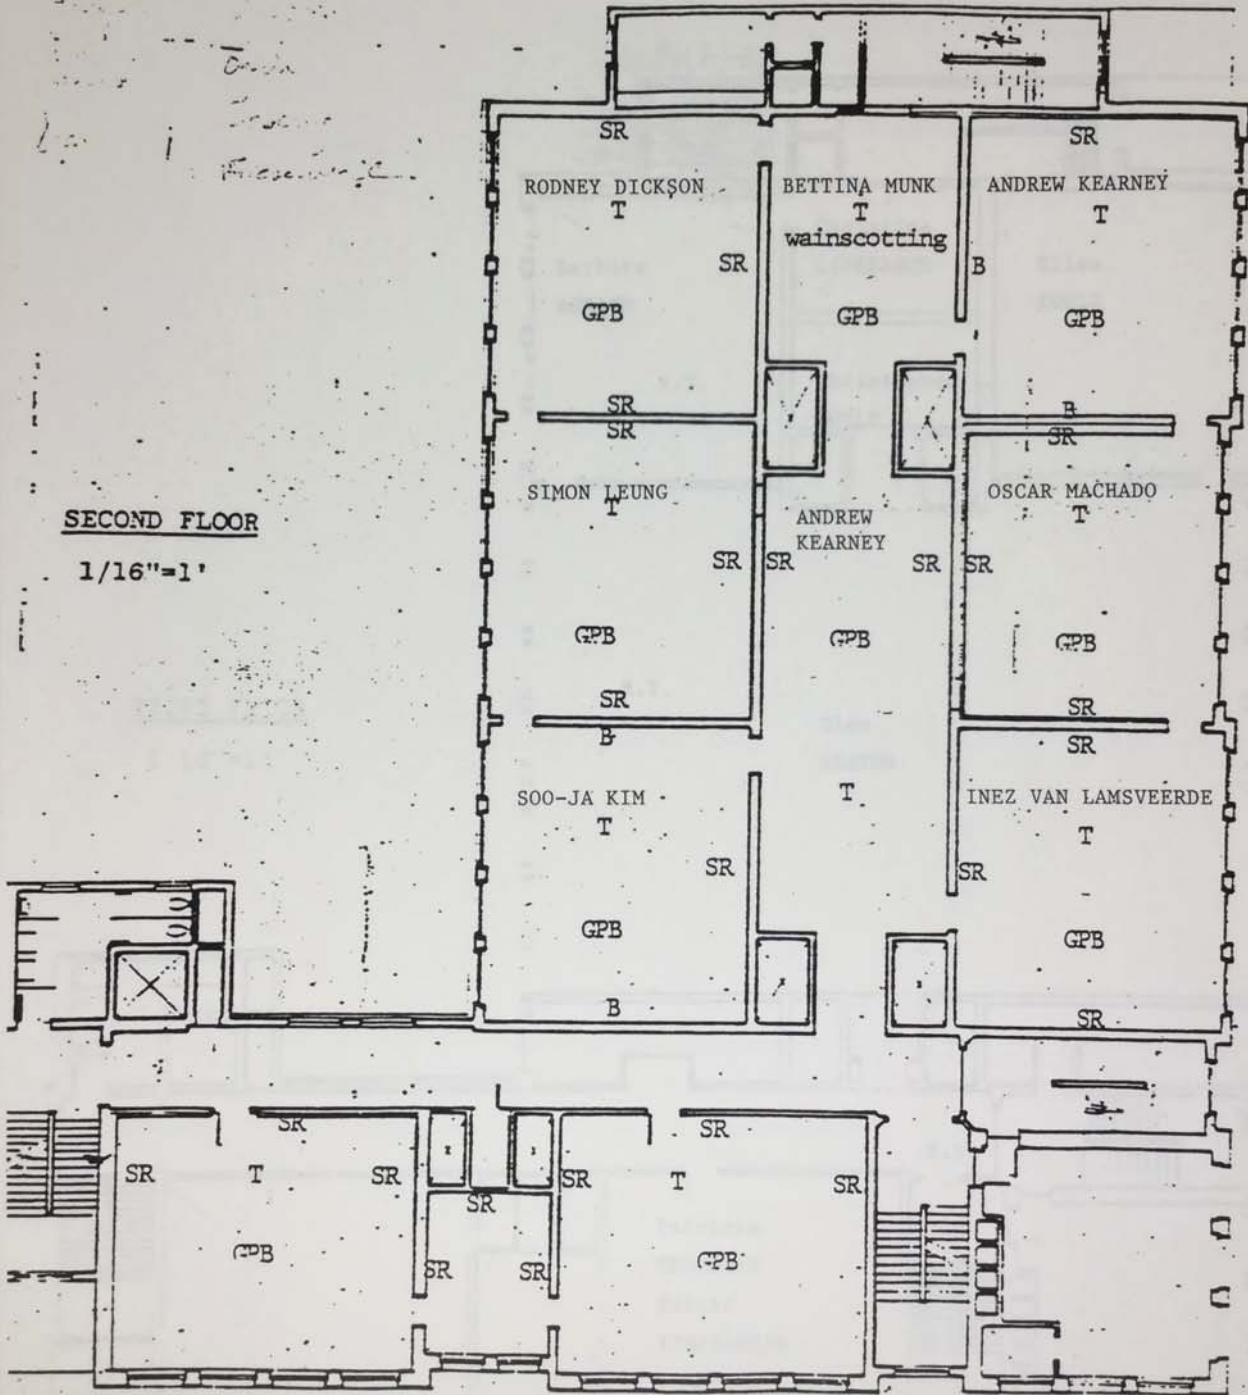 SR
SR
RODNEY DICKSON
BETTINA MUNK
ANDREW KEARNEY
T
T
T
wainscotting
SR
B
GPB
GPB
GPB
SR
B
SR
SR
SIMON LEUNG
OSCAR MACHADO
T
T
ANDREW
KEARNEY
SECOND FLOOR
1/16"=1'
SR
SR
SR
SR
GPB
GPB
GPB
SR
SR
B
SR
SOO-JA KIM
T
INEZ VAN LAMSVEERDE
T
T
SR
SR
GPB
GPB
B
SR
SR
SR
SR
T
SR
SR
T
SR
SR
GPB
GPB
SR
SR